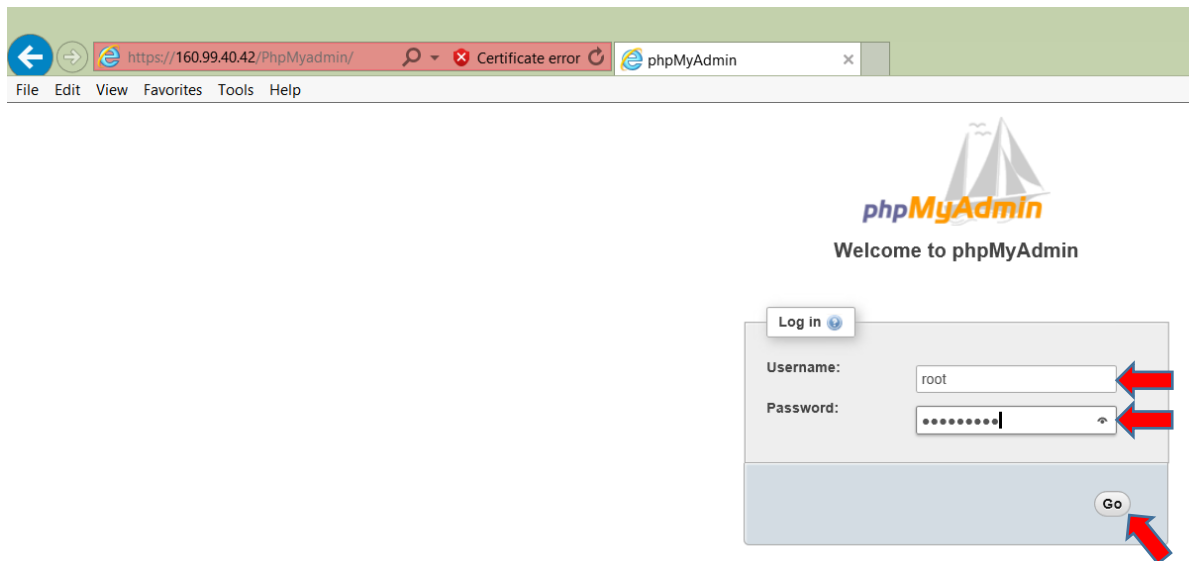 https://160.99.40.42/PhpMyadmin/ Certificate error phpMyAdmin
File Edit View Favorites Tools Help
phpMyAdmin
Welcome to phpMyAdmin
Log in
Username:
root
Password:
Go